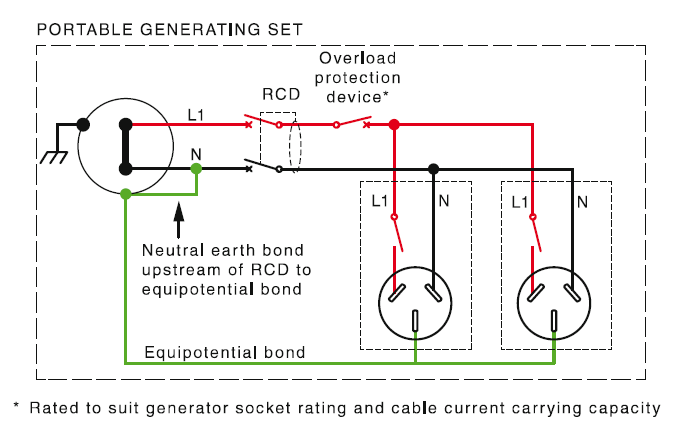 PORTABLE GENERATING SET
Overload
protection
device*
RCD
L1
N
L1
N
L1
N
Neutral earth bond
upstream of RCD to
equipotential bond
Equipotential bond
* Rated to suit generator socket rating and cable current carrying capacity